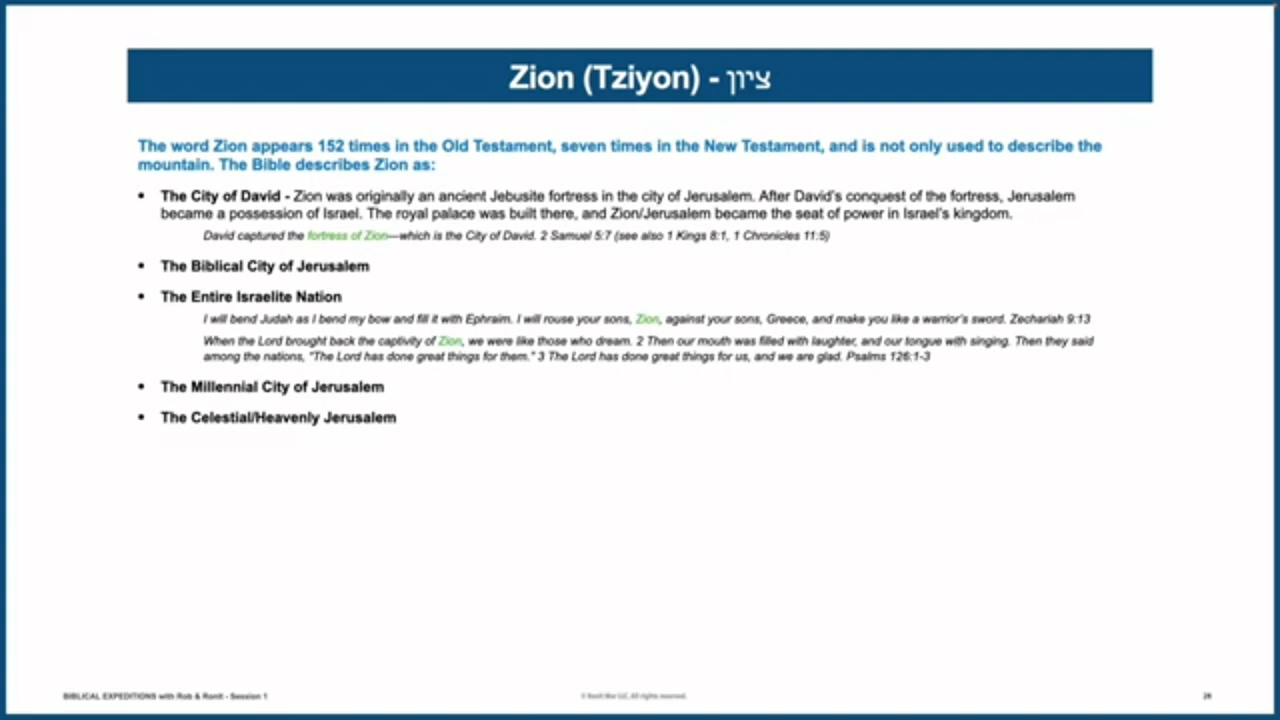 Zion (Tziyon) - ציון
The word Zion appears 152 times in the Old Testament, seven times in the New Testament, and is not only used to describe the
mountain. The Bible describes Zion as:
• The City of David - Zion was originally an ancient Jebusite fortress in the city of Jerusalem. After David's conquest of the fortress, Jerusalem
became a possession of Israel. The royal palace was built there, and Zion/Jerusalem became the seat of power in Israel's kingdom.
David captured the fortress of Zion—which is the City of David. 2 Samuel 5:7 (see also 1 Kings 8:1, 1 Chronicles 11:5)
• The Biblical City of Jerusalem
• The Entire Israelite Nation
I will bend Judah as I bend my bow and fill it with Ephraim. I will rouse your sons, Zion, against your sons, Greece, and make you like a warrior's sword. Zechariah 9:13
When the Lord brought back the captivity of Zion, we were like those who dream. 2 Then our mouth was filled with laughter, and our tongue with singing. Then they said
among the nations, "The Lord has done great things for them." 3 The Lord has done great things for us, and we are glad. Psalms 126:1-3
• The Millennial City of Jerusalem
• The Celestial/Heavenly Jerusalem
BIBLICAL EXPEDITIONS with Rob & Ronit - Session 1
© Ronit LLC. All rights reserved.